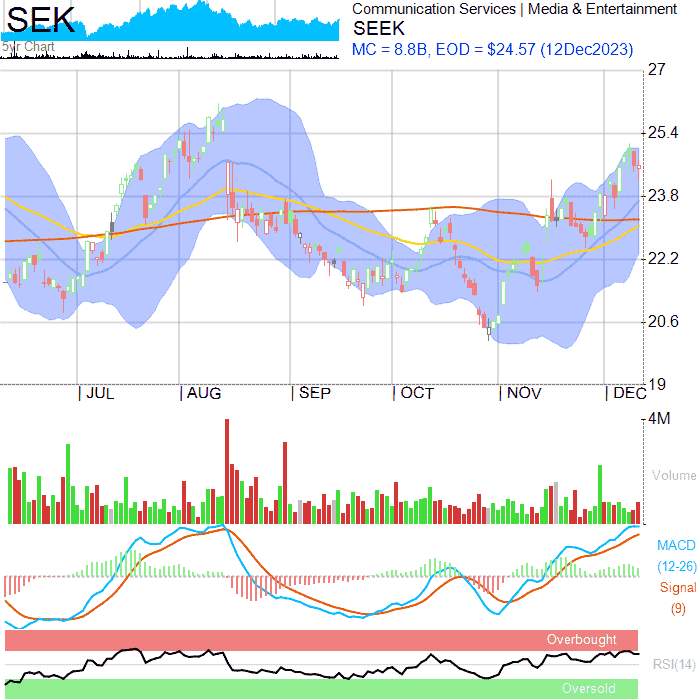 SEK
5yr Chart
Communication Services | Media & Entertainment
SEEK
MC = 8.8B, EOD = $24.57 (12Dec2023)
27
25.4
23.8
22.2
20.6
19
| JUL | AUG | SEP | OCT | NOV | DEC
4M
Volume
MACD
(12-26)
Signal
(9)
Overbought
RSI(14)
Oversold